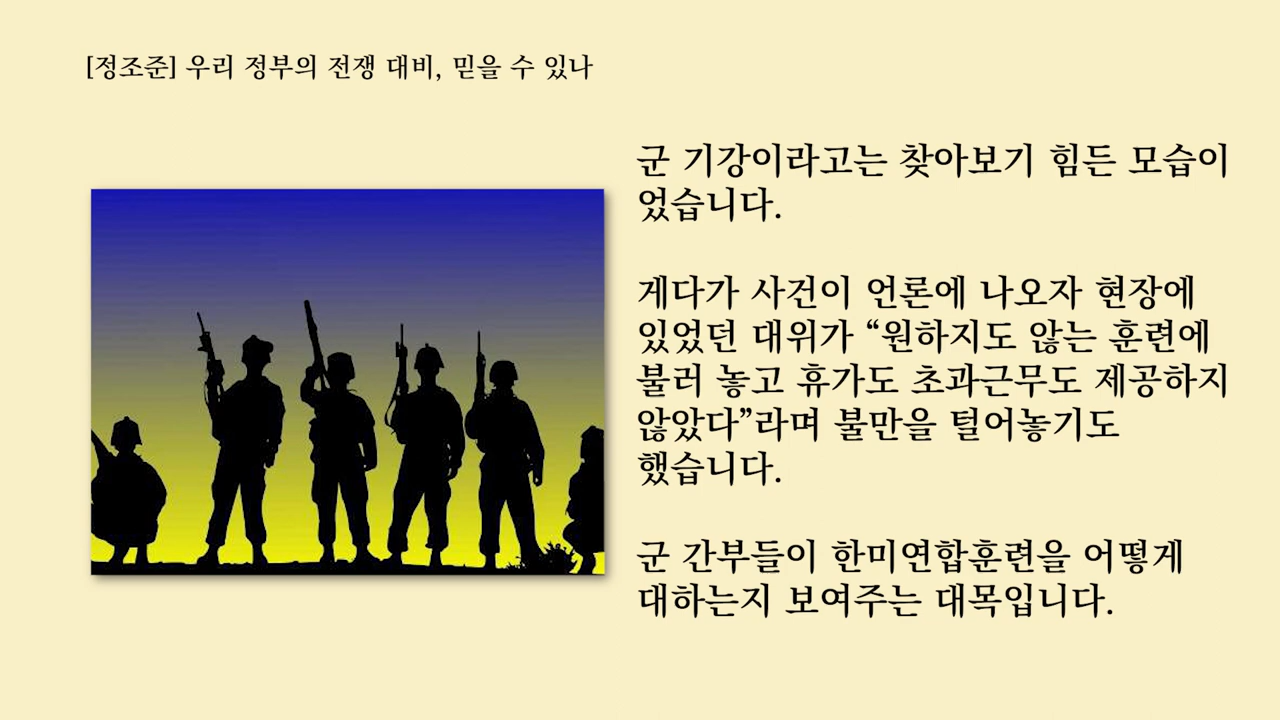 [정조준] 우리 정부의 전쟁 대비, 믿을 수 있나
군 기강이라고는 찾아보기 힘든 모습이
었습니다.
게다가 사건이 언론에 나오자 현장에
있었던 대위가 “원하지도 않는 훈련에
불러 놓고 휴가도 초과근무도 제공하지
않았다”라며 불만을 털어놓기도
했습니다.
군 간부들이 한미연합훈련을 어떻게
대하는지 보여주는 대목입니다.